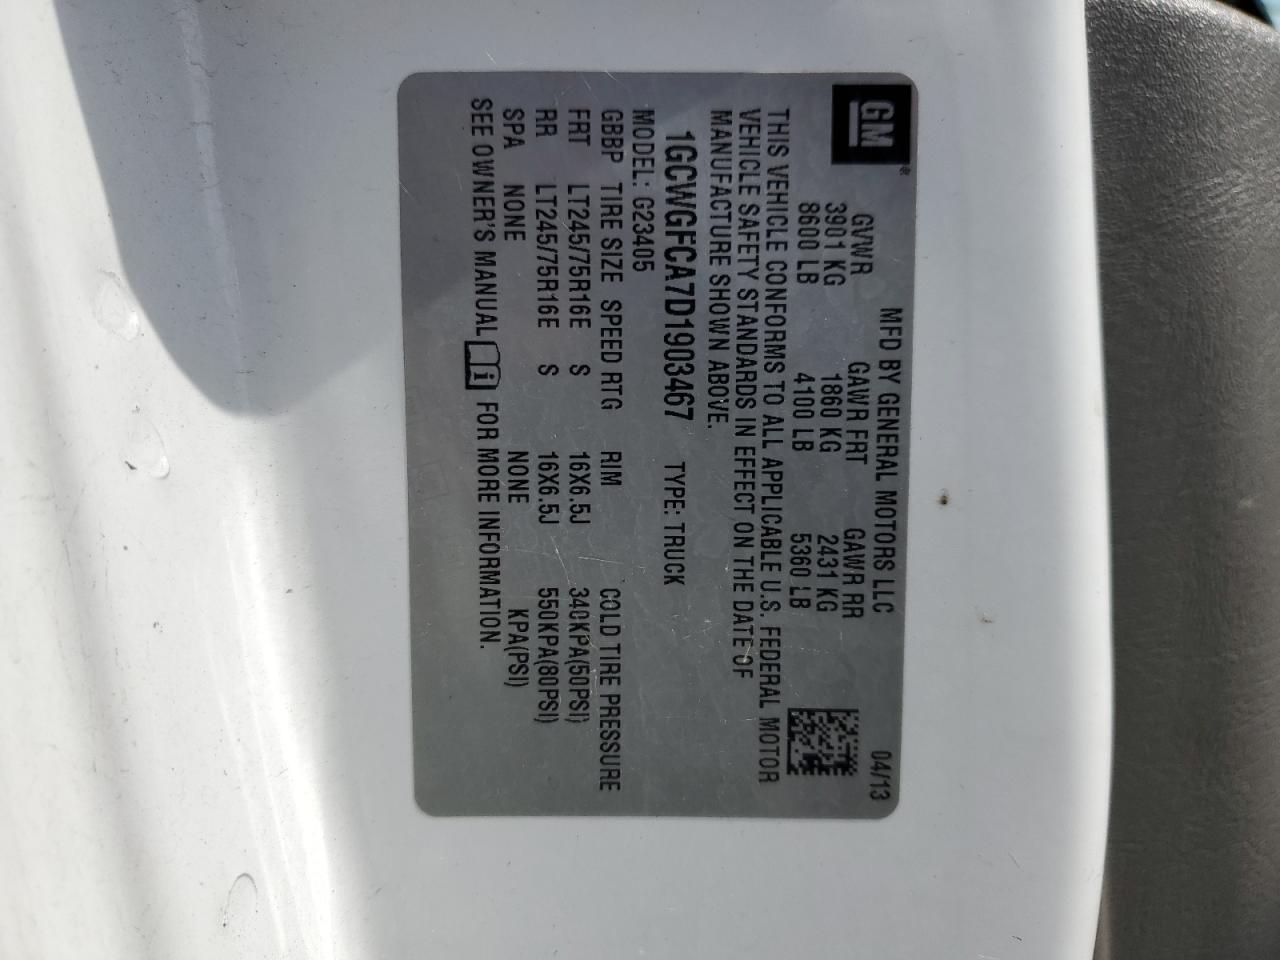 GM®
MFD BY GENERAL MOTORS LLC 04/13
GVWR GAWR FRT GAWR RR
3901 KG 1860 KG 2431 KG
8600 LB 4100 LB 5360 LB
THIS VEHICLE CONFORMS TO ALL APPLICABLE U.S. FEDERAL MOTOR
VEHICLE SAFETY STANDARDS IN EFFECT ON THE DATE OF
MANUFACTURE SHOWN ABOVE.
1GCWGFCA7D1903467 TYPE: TRUCK
MODEL: G23405
GBBP TIRE SIZE SPEED RTG RIM COLD TIRE PRESSURE
FRT LT245/75R16E S 16X6.5J 340KPA(50PSI)
RR LT245/75R16E S 16X6.5J 550KPA(80PSI)
SPA NONE NONE KPA(PSI)
SEE OWNER'S MANUAL i FOR MORE INFORMATION.